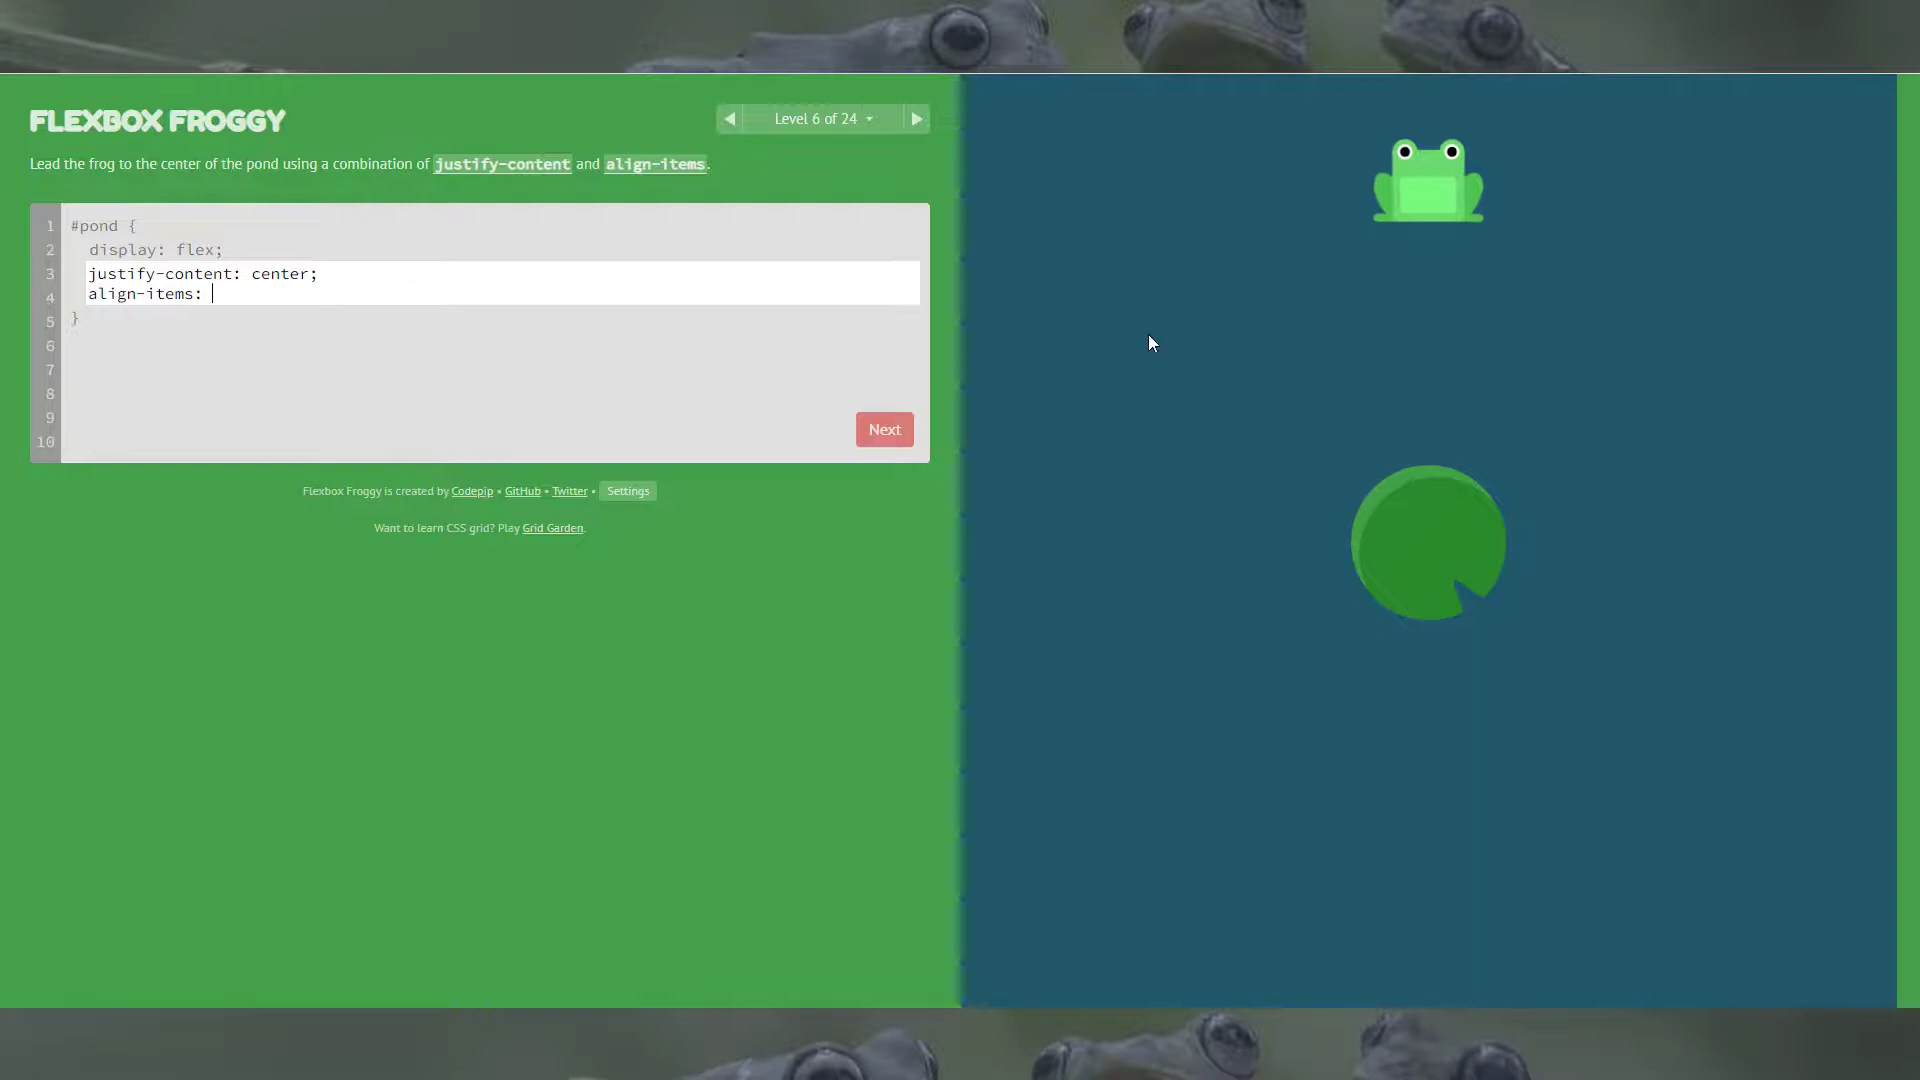 FLEXBOX FROGGY
◀ Level 6 of 24 ▾ ▶
Lead the frog to the center of the pond using a combination of justify-content and align-items.
1 #pond {
2 display: flex;
3 justify-content: center;
4 align-items:
5 }
6
7
8
9
10
Next
Flexbox Froggy is created by Codepip • GitHub • Twitter • Settings
Want to learn CSS grid? Play Grid Garden.